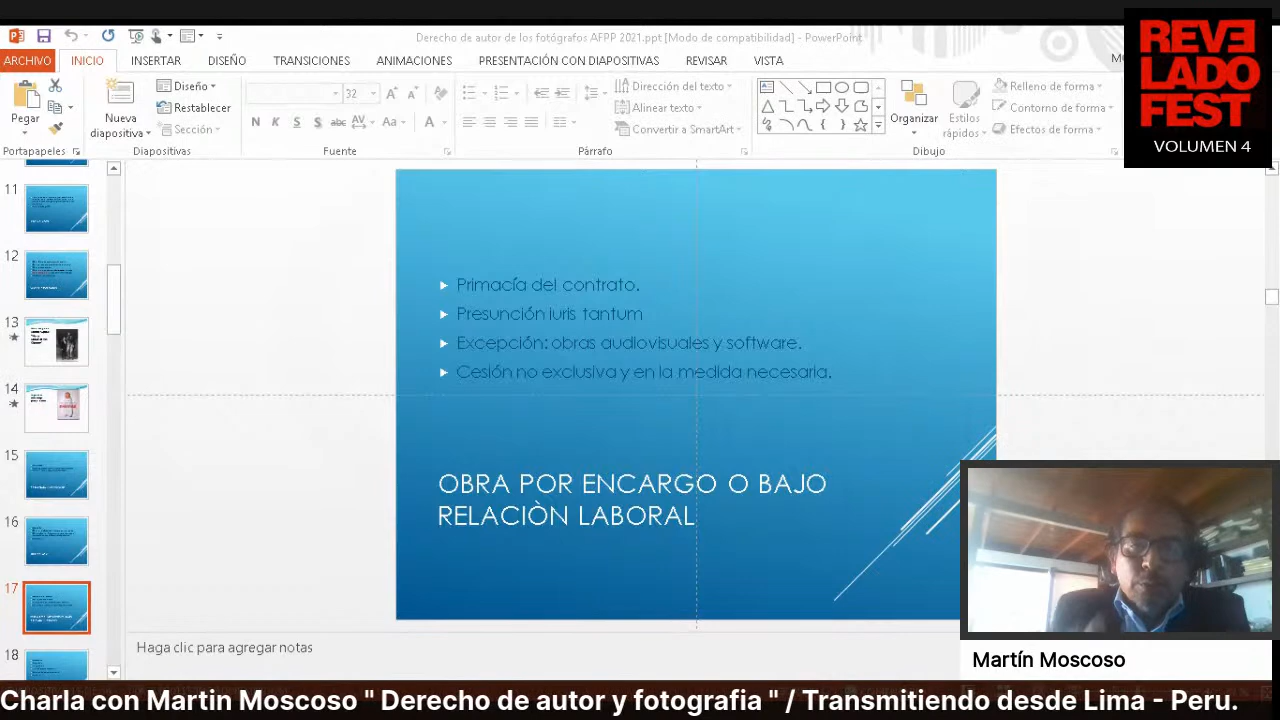 Derecho de autor de los fotógrafos AFPP 2021.ppt [Modo de compatibilidad] - PowerPoint
ARCHIVO INICIO INSERTAR DISEÑO TRANSICIONES ANIMACIONES PRESENTACIÓN CON DIAPOSITIVAS REVISAR VISTA
REVELADO
FEST
VOLUMEN 4
Pegar
Portapapeles
Nueva
diapositiva
Diseño
Restablecer
Sección
Diapositivas
32
N K S S abc AV Aa A
Fuente
Dirección del texto
Alinear texto
Convertir a SmartArt
Párrafo
Organizar
Estilos
rápidos
Relleno de forma
Contorno de forma
Efectos de forma
Dibujo
11
12
13
14
15
16
17
18
Primacía del contrato.
Presunción iuris tantum
Excepción: obras audiovisuales y software.
Cesión no exclusiva y en la medida necesaria.
OBRA POR ENCARGO O BAJO
RELACIÒN LABORAL
Haga clic para agregar notas
Martín Moscoso
Charla con Martin Moscoso " Derecho de autor y fotografia " / Transmitiendo desde Lima - Peru.